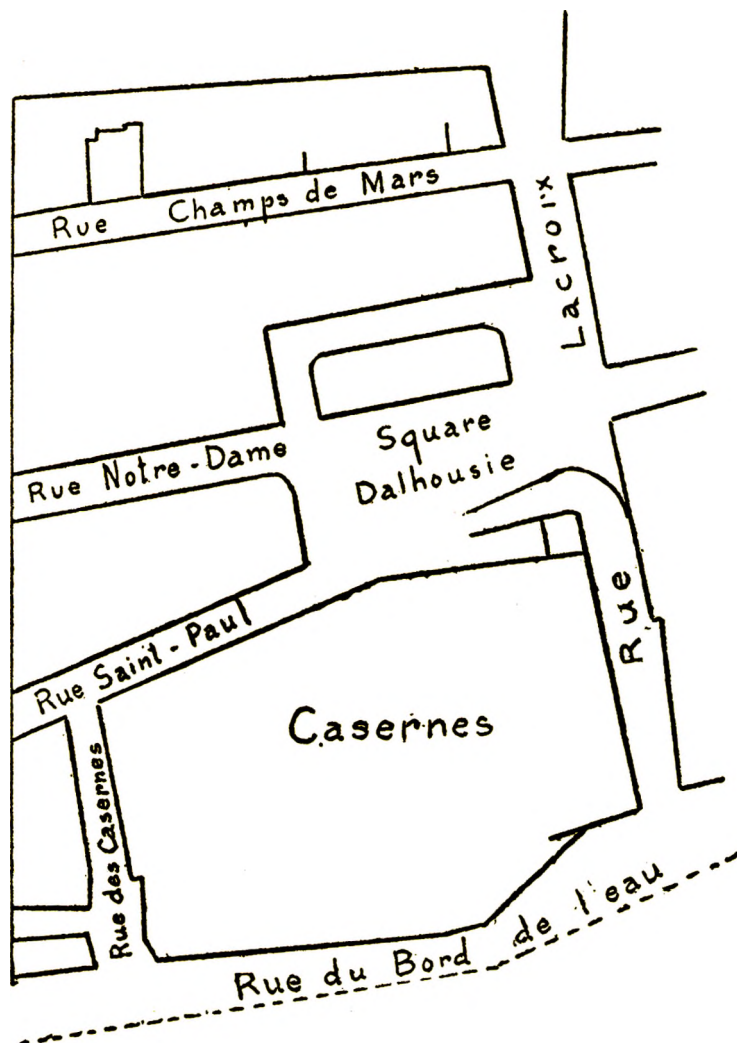 Rue Champs de Mars
Lacroix
Rue Notre-Dame
Square
Dalhousie
Rue
Rue Saint-Paul
Casernes
Rue des Casernes
Rue du Bord de l'eau